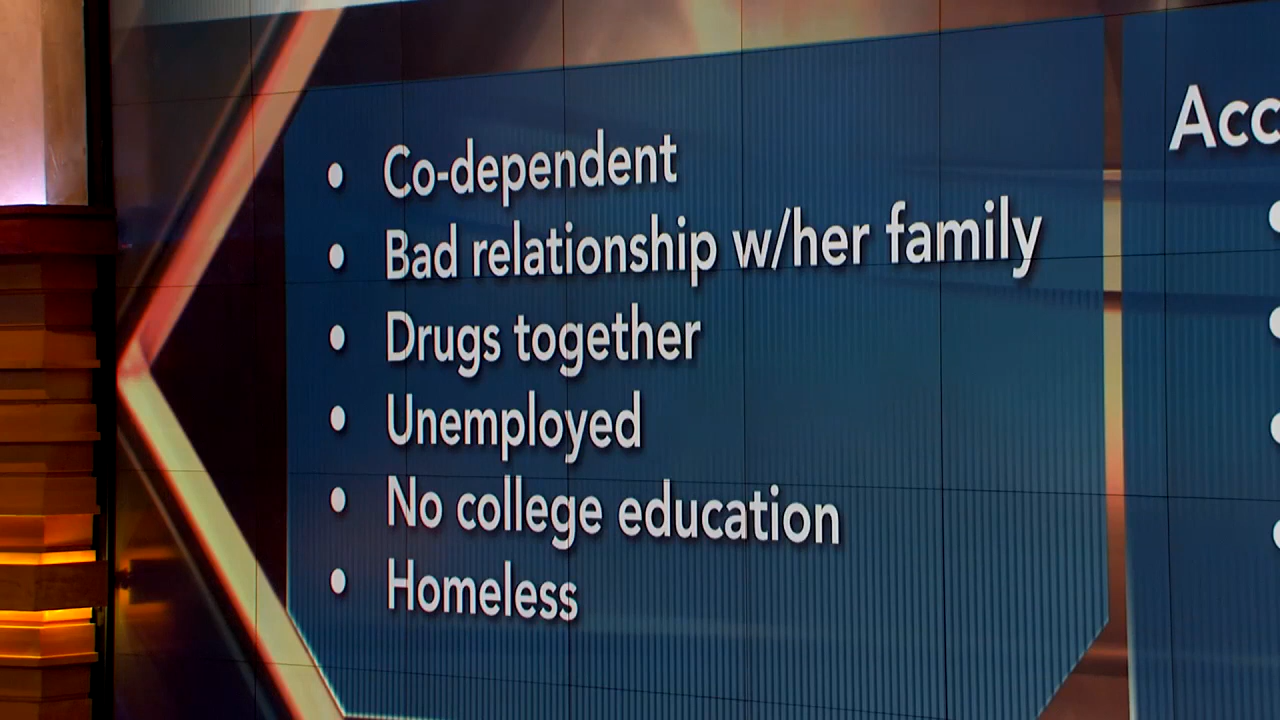 • Co-dependent
• Bad relationship w/her family
• Drugs together
• Unemployed
• No college education
• Homeless